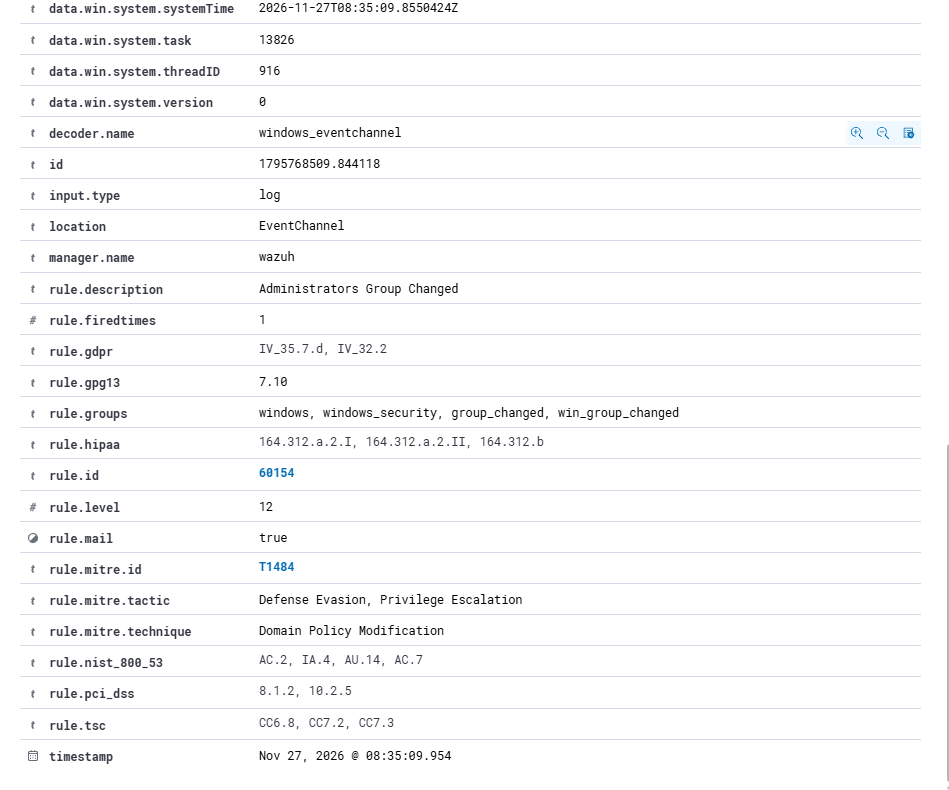 t data.win.system.systemTime 2026-11-27T08:35:09.8550424Z
t data.win.system.task 13826
t data.win.system.threadID 916
t data.win.system.version 0
t decoder.name windows_eventchannel
t id 1795768509.844118
t input.type log
t location EventChannel
t manager.name wazuh
t rule.description Administrators Group Changed
# rule.firedtimes 1
t rule.gdpr IV_35.7.d, IV_32.2
t rule.gpg13 7.10
t rule.groups windows, windows_security, group_changed, win_group_changed
t rule.hipaa 164.312.a.2.I, 164.312.a.2.II, 164.312.b
t rule.id 60154
# rule.level 12
rule.mail true
t rule.mitre.id T1484
t rule.mitre.tactic Defense Evasion, Privilege Escalation
t rule.mitre.technique Domain Policy Modification
t rule.nist_800_53 AC.2, IA.4, AU.14, AC.7
t rule.pci_dss 8.1.2, 10.2.5
t rule.tsc CC6.8, CC7.2, CC7.3
timestamp Nov 27, 2026 @ 08:35:09.954